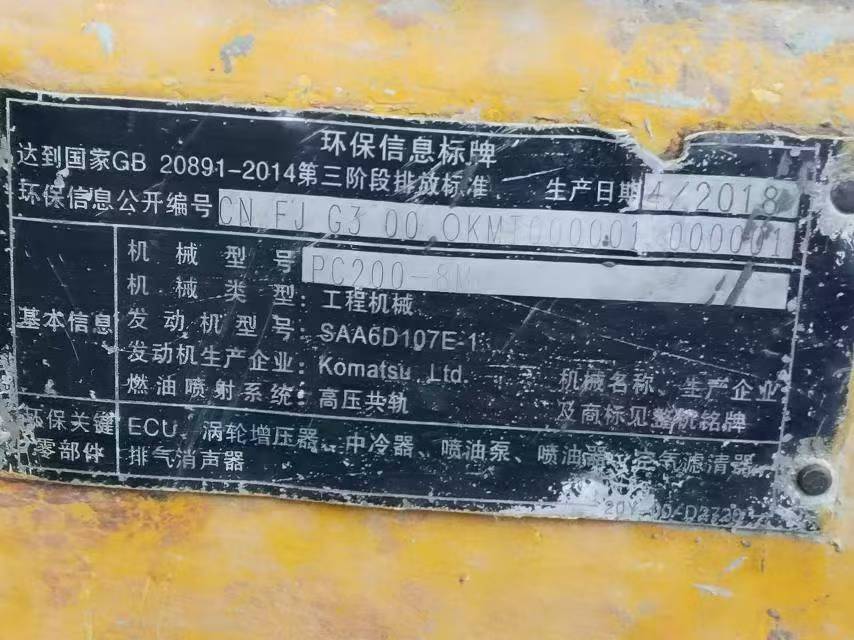 环保信息标牌
达到国家GB 20891-2014第三阶段排放标准 生产日期 4/2018
环保信息公开编号 CN FJ G3 00 0KMT000001 000001
基本信息
机械型号 PC200-8M
机械类型:工程机械
发动机型号:SAA6D107E-1
发动机生产企业:Komatsu Ltd.
燃油喷射系统:高压共轨
机械名称、生产企业
及商标见整机铭牌
环保关键
零部件
ECU、涡轮增压器、中冷器、喷油泵、喷油器、空气滤清器
排气消声器